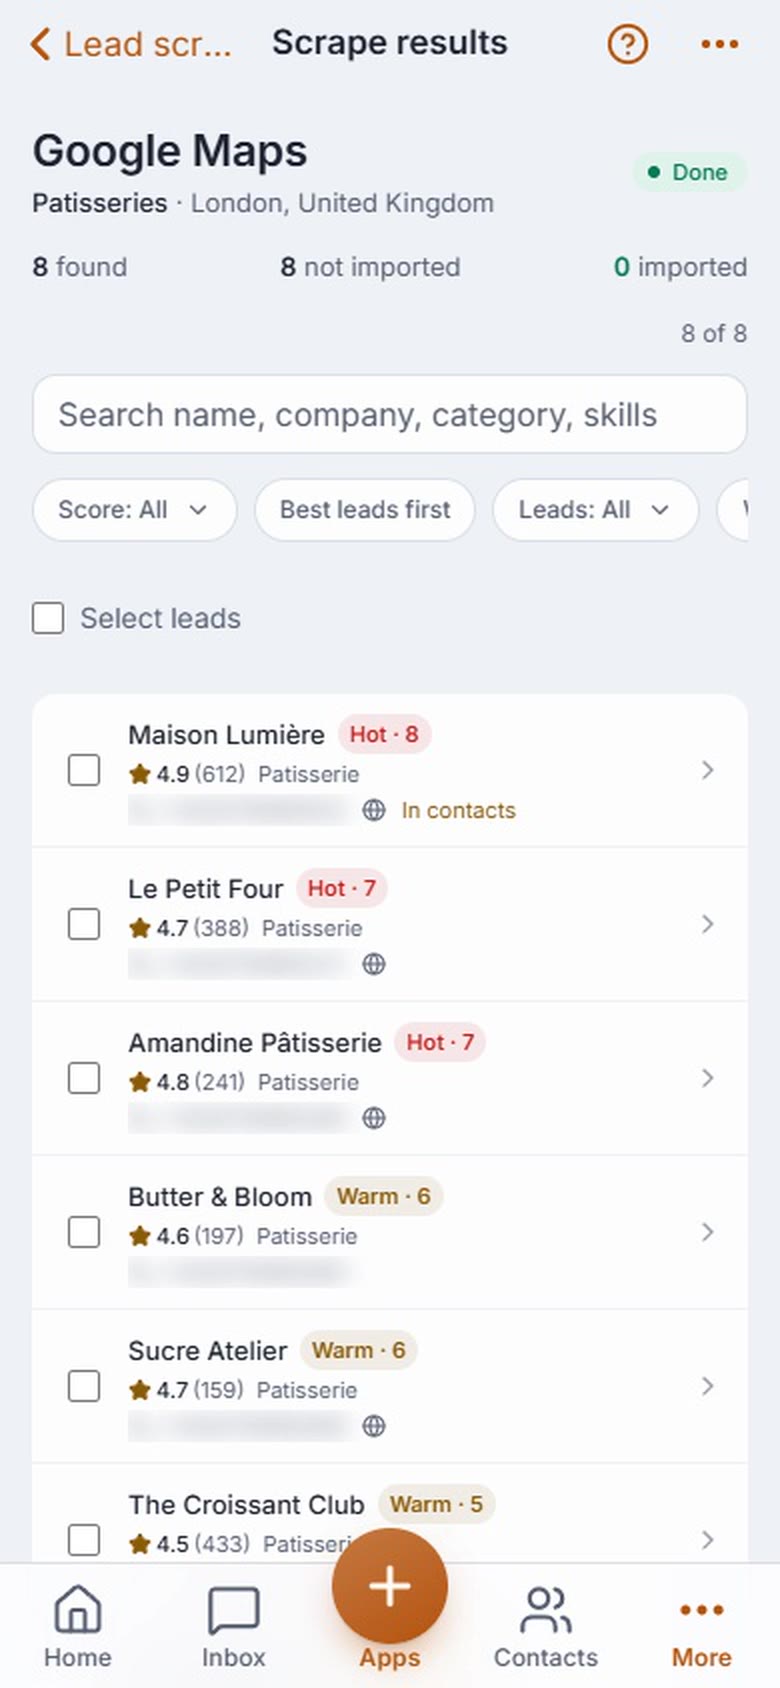 Lead scr...
Scrape results
Google Maps
Done
Patisseries · London, United Kingdom
8 found
8 not imported
0 imported
8 of 8
Search name, company, category, skills
Score: All
Best leads first
Leads: All
Select leads
Maison Lumière Hot · 8
4.9 (612) Patisserie
In contacts
Le Petit Four Hot · 7
4.7 (388) Patisserie
Amandine Pâtisserie Hot · 7
4.8 (241) Patisserie
Butter & Bloom Warm · 6
4.6 (197) Patisserie
Sucre Atelier Warm · 6
4.7 (159) Patisserie
The Croissant Club Warm · 5
4.5 (433)
Home
Inbox
Apps
Contacts
More